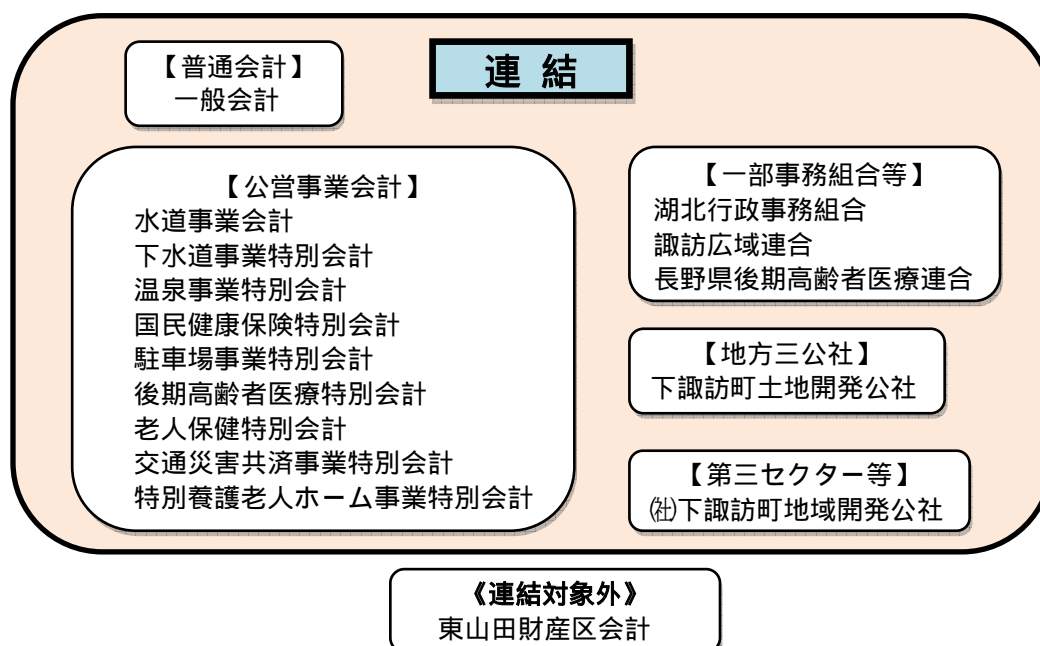 連結
【普通会計】
一般会計
【公営事業会計】
水道事業会計
下水道事業特別会計
温泉事業特別会計
国民健康保険特別会計
駐車場事業特別会計
後期高齢者医療特別会計
老人保健特別会計
交通災害共済事業特別会計
特別養護老人ホーム事業特別会計
【一部事務組合等】
湖北行政事務組合
諏訪広域連合
長野県後期高齢者医療連合
【地方三公社】
下諏訪町土地開発公社
【第三セクター等】
㈳下諏訪町地域開発公社
《連結対象外》
東山田財産区会計